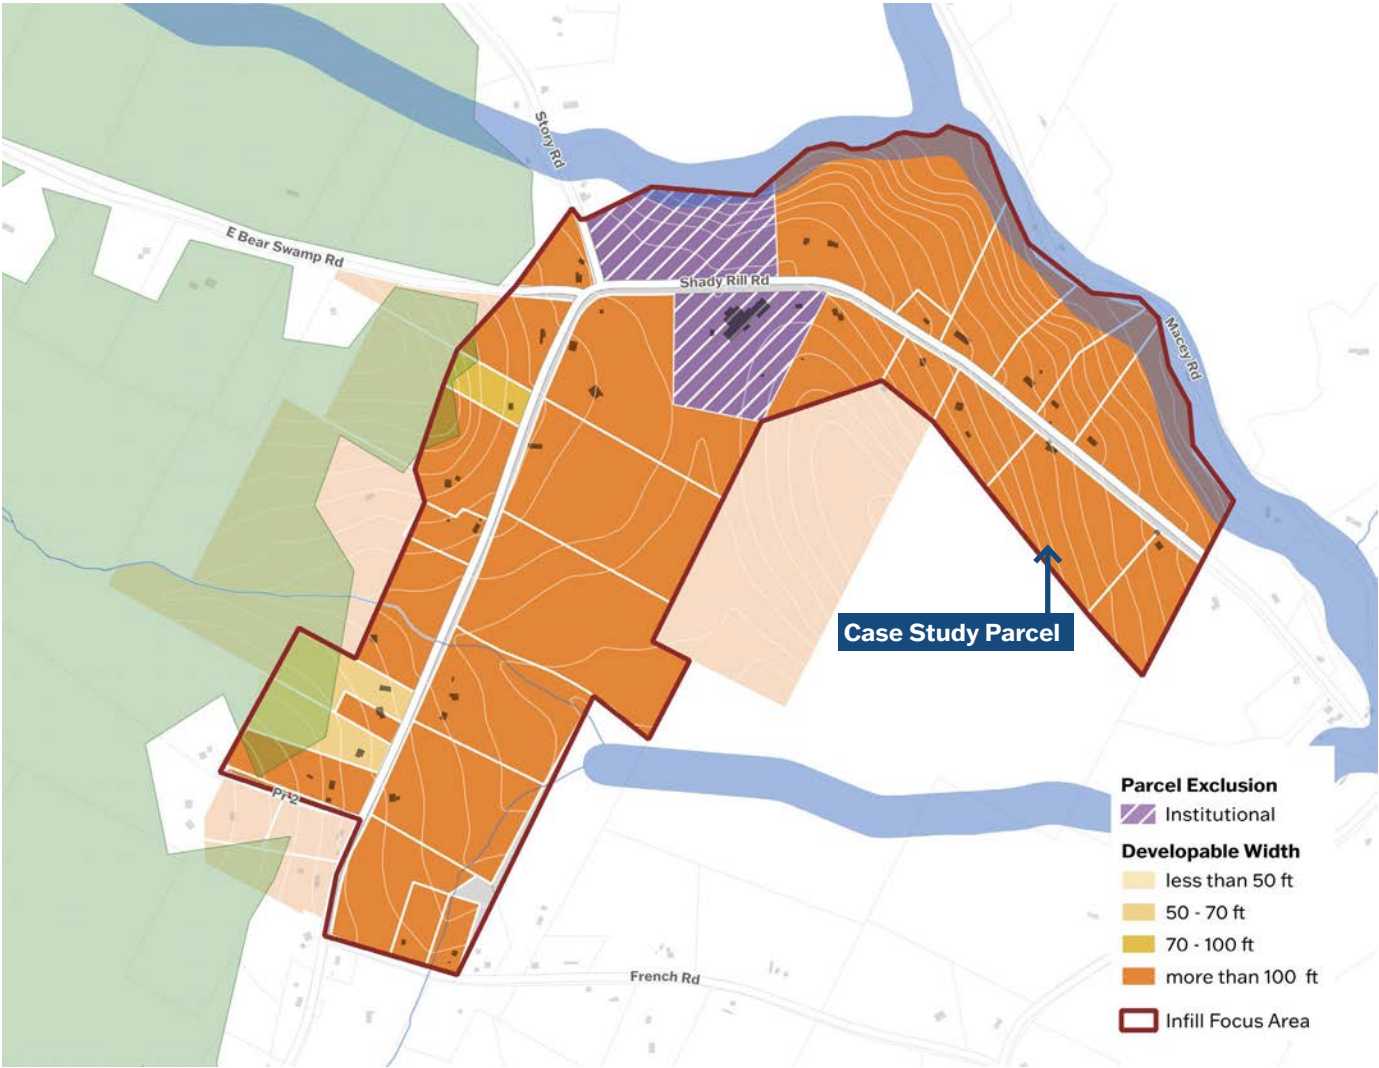 Story Rd
E Bear Swamp Rd
Shady Rill Rd
Macey Rd
Case Study Parcel
Pr 2
French Rd
Parcel Exclusion
Institutional
Developable Width
less than 50 ft
50 - 70 ft
70 - 100 ft
more than 100 ft
Infill Focus Area